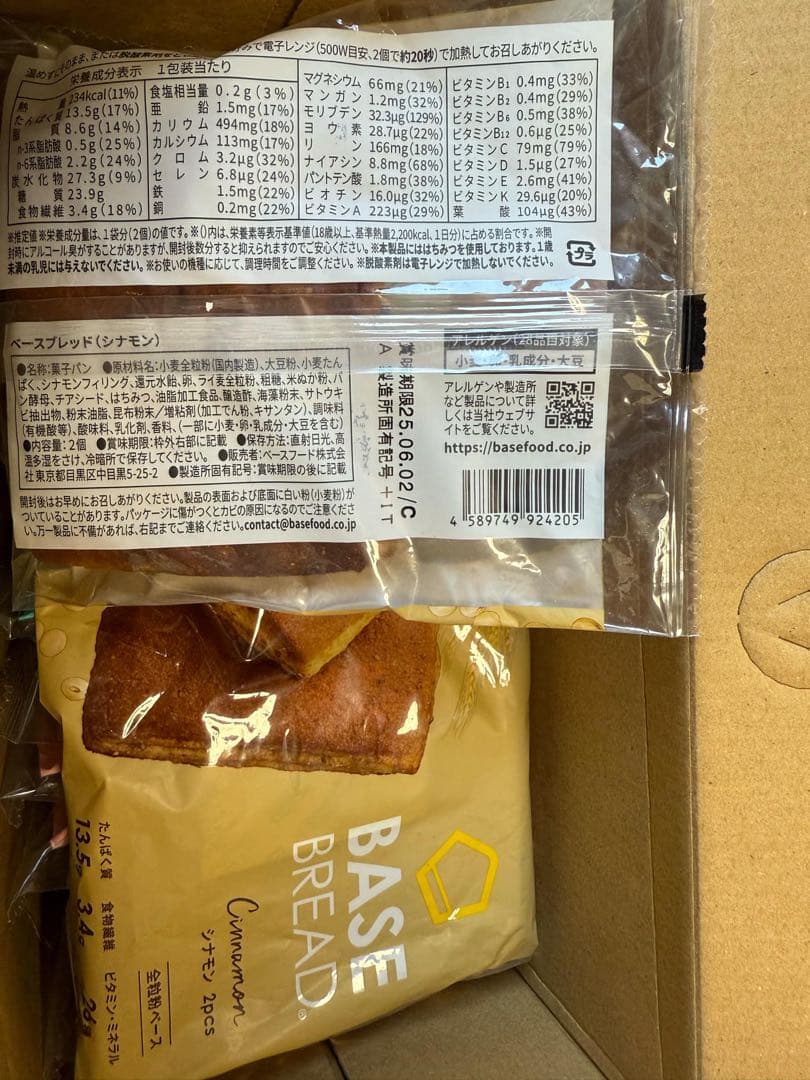 温めずにそのまま、または脱酸素剤を
みで電子レンジ(500W目安、2個で約20秒)で加熱してお召しあがりください。
栄養成分表示 1包装当たり
熱 量 234kcal(11%)
たんぱく質 13.5g(17%)
脂 質 8.6g(14%)
n-3系脂肪酸 0.5g(25%)
n-6系脂肪酸 2.2g(24%)
炭水化物 27.3g(9%)
糖 質 23.9g
食物繊維 3.4g(18%)
食塩相当量 0.2g(3%)
亜 鉛 1.5mg(17%)
カリウム 494mg(18%)
カルシウム 113mg(17%)
クロム 3.2μg(32%)
セレン 6.8μg(24%)
鉄 1.5mg(22%)
銅 0.2mg(22%)
マグネシウム 66mg(21%)
マンガン 1.2mg(32%)
モリブデン 32.3μg(129%)
ヨウ素 28.7μg(22%)
リン 166mg(18%)
ナイアシン 8.8mg(68%)
パントテン酸 1.8mg(38%)
ビオチン 16.0μg(32%)
ビタミンA 223μg(29%)
ビタミンB1 0.4mg(33%)
ビタミンB2 0.4mg(29%)
ビタミンB6 0.5mg(38%)
ビタミンB12 0.6μg(25%)
ビタミンC 79mg(79%)
ビタミンD 1.5μg(27%)
ビタミンE 2.6mg(41%)
ビタミンK 29.6μg(20%)
葉 酸 104μg(43%)
※推定値 ※栄養成分量は、1袋分(2個)の値です。※()内は、栄養素等表示基準値(18歳以上、基準熱量2,200kcal、1日分)に占める割合です。※開
封時にアルコール臭がすることがありますが、開封後数分すると抑えられますのでご安心ください。※本製品にははちみつを使用しております。1歳
未満の乳児には与えないでください。※お使いの機種に応じて、調理時間をご調整ください。※脱酸素剤は電子レンジで加熱しないでください。
プラ
ベースブレッド(シナモン)
●名称:菓子パン ●原材料名:小麦全粒粉(国内製造)、大豆粉、小麦たん
ぱく、シナモンフィリング、還元水飴、卵、ライ麦全粒粉、粗糖、米ぬか粉、パ
ン酵母、チアシード、はちみつ、油脂加工食品、醸造酢、海藻粉末、サトウキ
ビ抽出物、粉末油脂、昆布粉末/増粘剤(加工でん粉、キサンタン)、調味料
(有機酸等)、酸味料、乳化剤、香料、(一部に小麦・卵・乳成分・大豆を含む)
●内容量:2個 ●賞味期限:枠外右部に記載 ●保存方法:直射日光、高
温多湿をさけ、冷暗所で保存してください。 ●販売者:ベースフード株式会
社東京都目黒区中目黒5-25-2 ●製造所固有記号:賞味期限の後に記載
開封後はお早めにお召しあがりください。製品の表面および底面に白い粉(小麦粉)が
ついていることがあります。パッケージに傷がつくとカビの原因になるのでご注意くださ
い。万一製品に不備があれば、右記までご連絡ください。contact@basefood.co.jp
賞味期限25.06.02/C
A 製造所固有記号 +IT
アレルゲン(28品目対象)
小麦・卵・乳成分・大豆
アレルゲンや製造所
など製品について詳
しくは当社ウェブサ
イトをご覧ください。
https://basefood.co.jp
4 589749 924205
BASE
BREAD®
Cinnamon
シナモン 2pcs
全粒粉ベース
たんぱく質
13.5g
食物繊維
3.4g
ビタミン・ミネラル